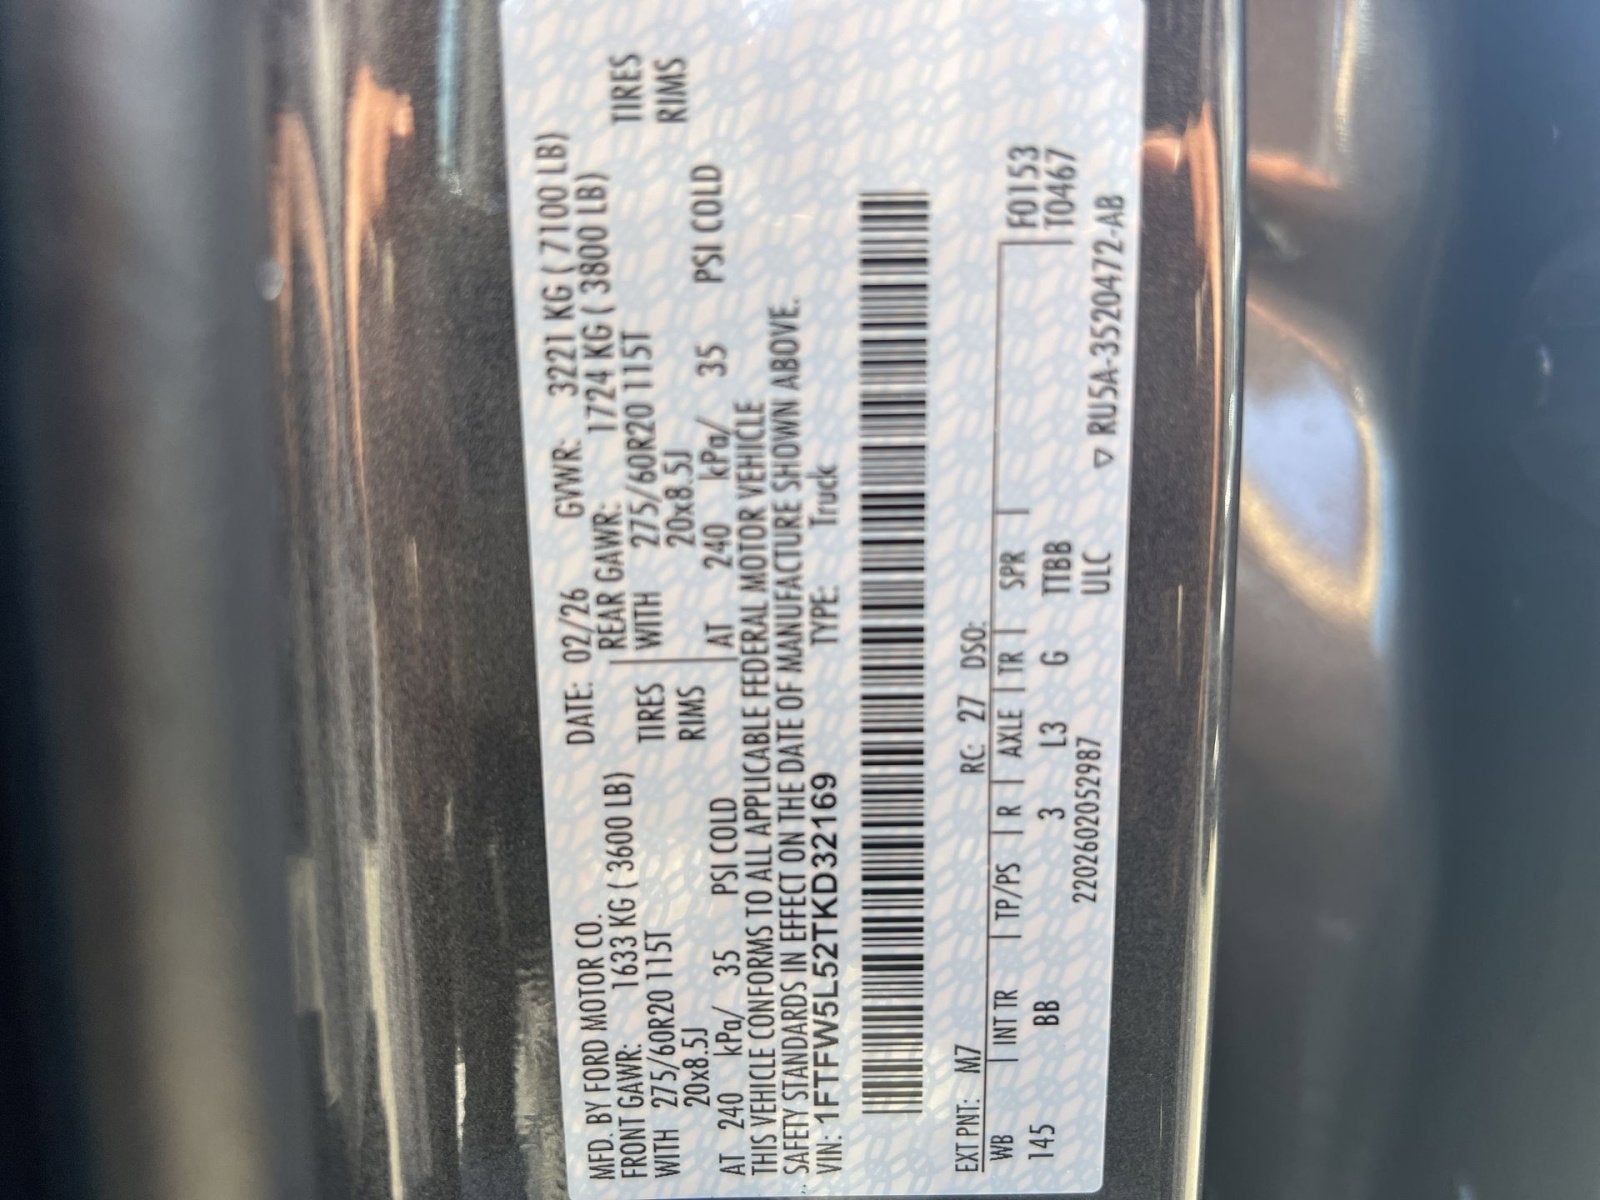 MFD. BY FORD MOTOR CO. DATE: 02/26 GVWR: 3221 KG ( 7100 LB)
FRONT GAWR: 1633 KG ( 3600 LB) REAR GAWR: 1724 KG ( 3800 LB)
WITH 275/60R20 115T TIRES WITH 275/60R20 115T TIRES
20x8.5J RIMS 20x8.5J RIMS
AT 240 kPa/ 35 PSI COLD AT 240 kPa/ 35 PSI COLD
THIS VEHICLE CONFORMS TO ALL APPLICABLE FEDERAL MOTOR VEHICLE
SAFETY STANDARDS IN EFFECT ON THE DATE OF MANUFACTURE SHOWN ABOVE.
VIN: 1FTFW5L52TKD32169 TYPE: Truck
EXT PNT: M7 RC: 27 DSO:
WB INT TR TP/PS R AXLE TR SPR F0153
145 BB 3 L3 G TTBB T0467
2202602052987 ULC ▽ RU5A-3520472-AB